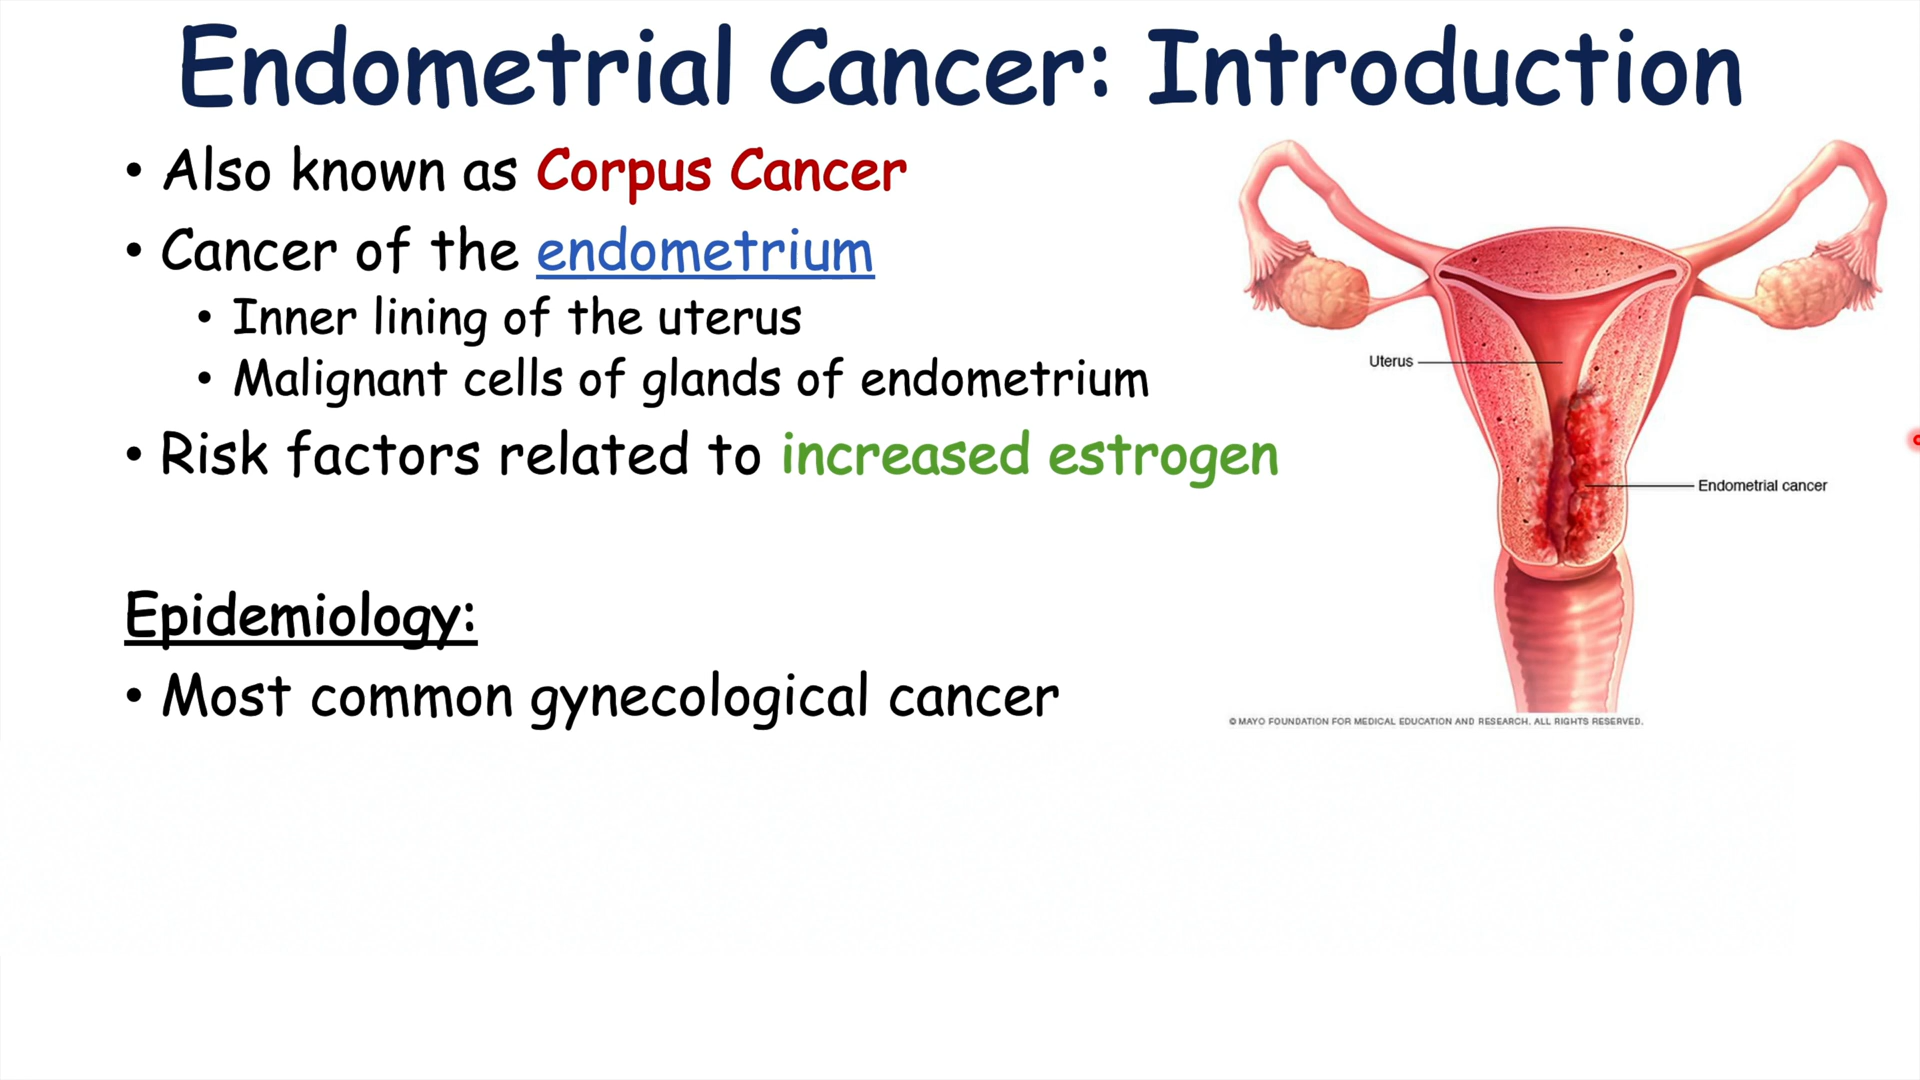 Endometrial Cancer: Introduction
• Also known as Corpus Cancer
• Cancer of the endometrium
• Inner lining of the uterus
• Malignant cells of glands of endometrium
• Risk factors related to increased estrogen
Epidemiology:
• Most common gynecological cancer
Uterus
Endometrial cancer
© MAYO FOUNDATION FOR MEDICAL EDUCATION AND RESEARCH. ALL RIGHTS RESERVED.